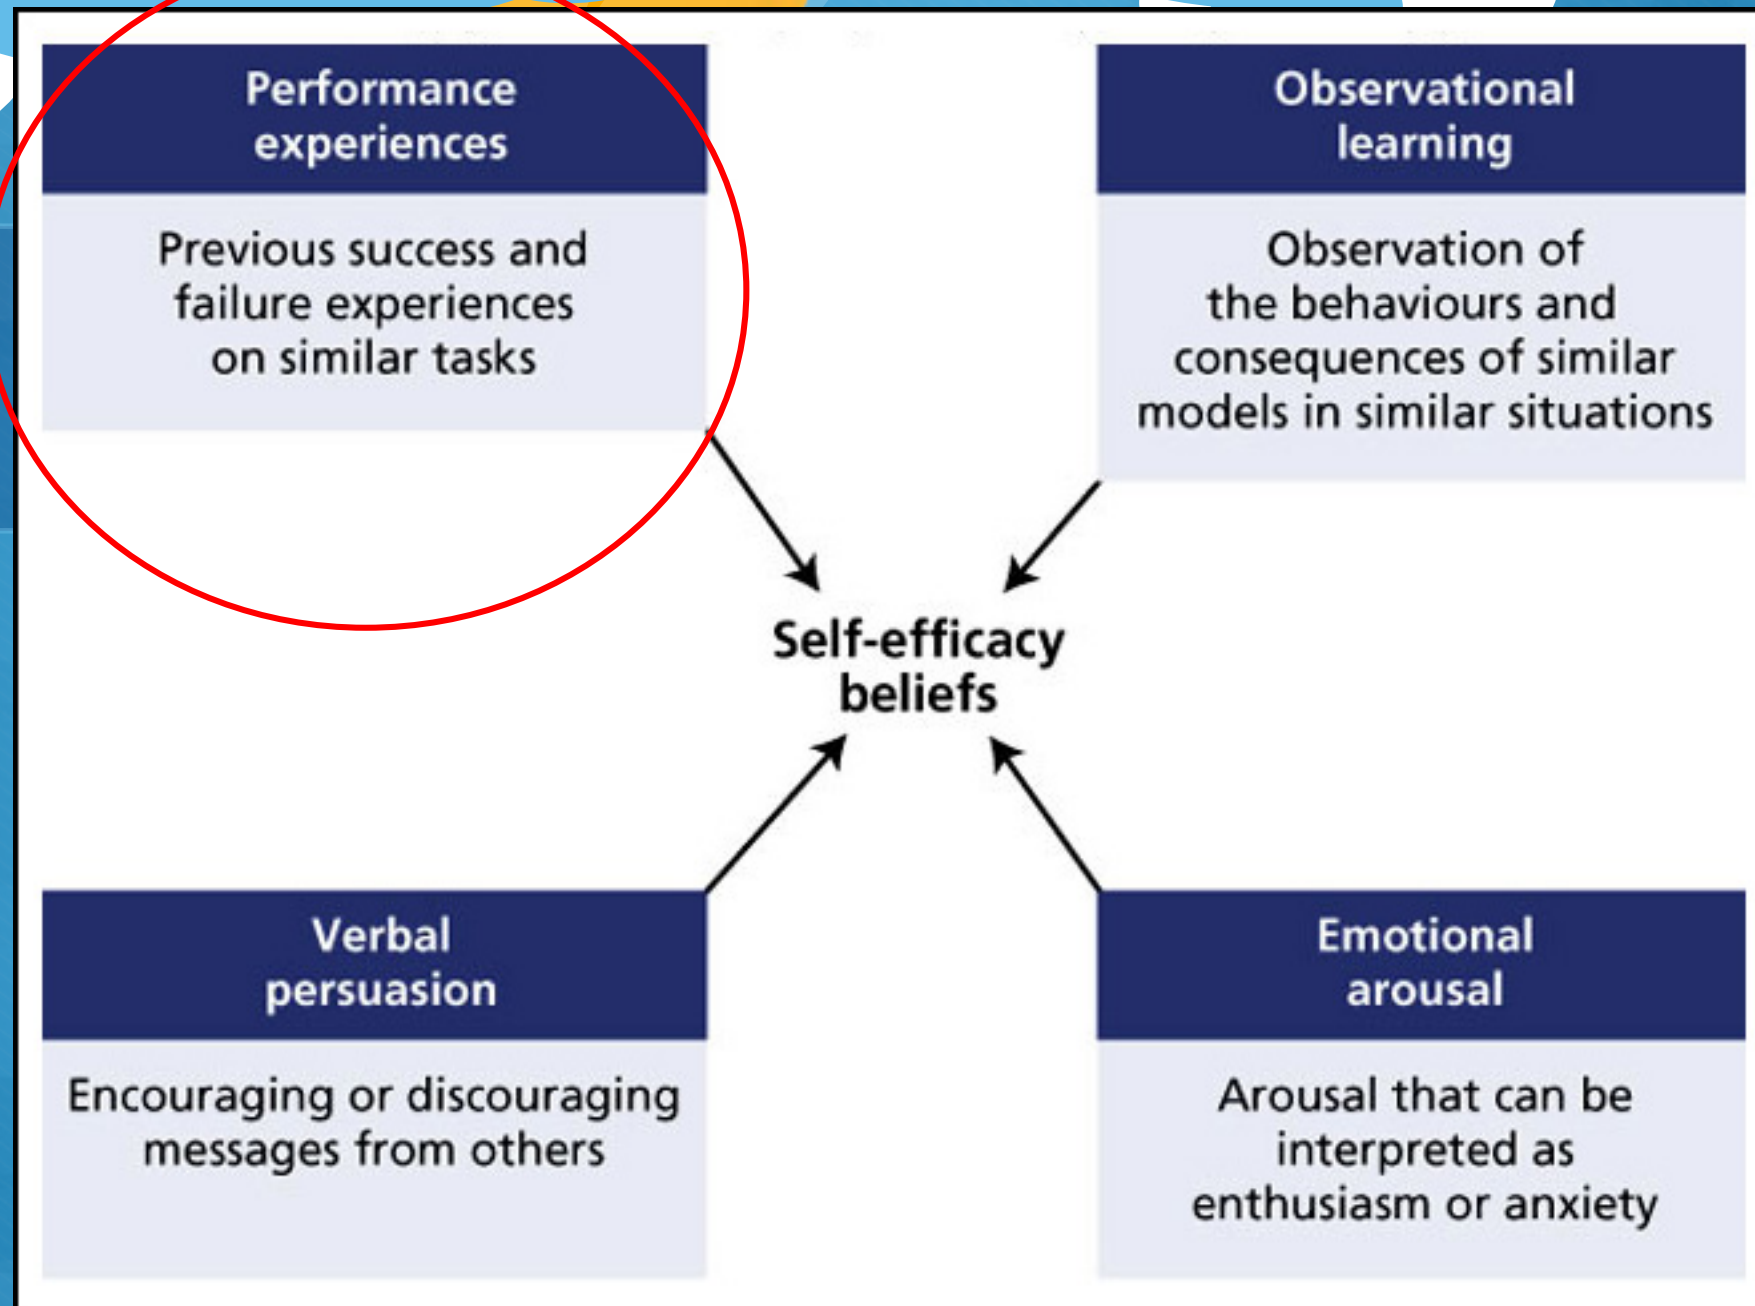 Performance
experiences
Previous success and
failure experiences
on similar tasks
Observational
learning
Observation of
the behaviours and
consequences of similar
models in similar situations
Self-efficacy
beliefs
Verbal
persuasion
Encouraging or discouraging
messages from others
Emotional
arousal
Arousal that can be
interpreted as
enthusiasm or anxiety